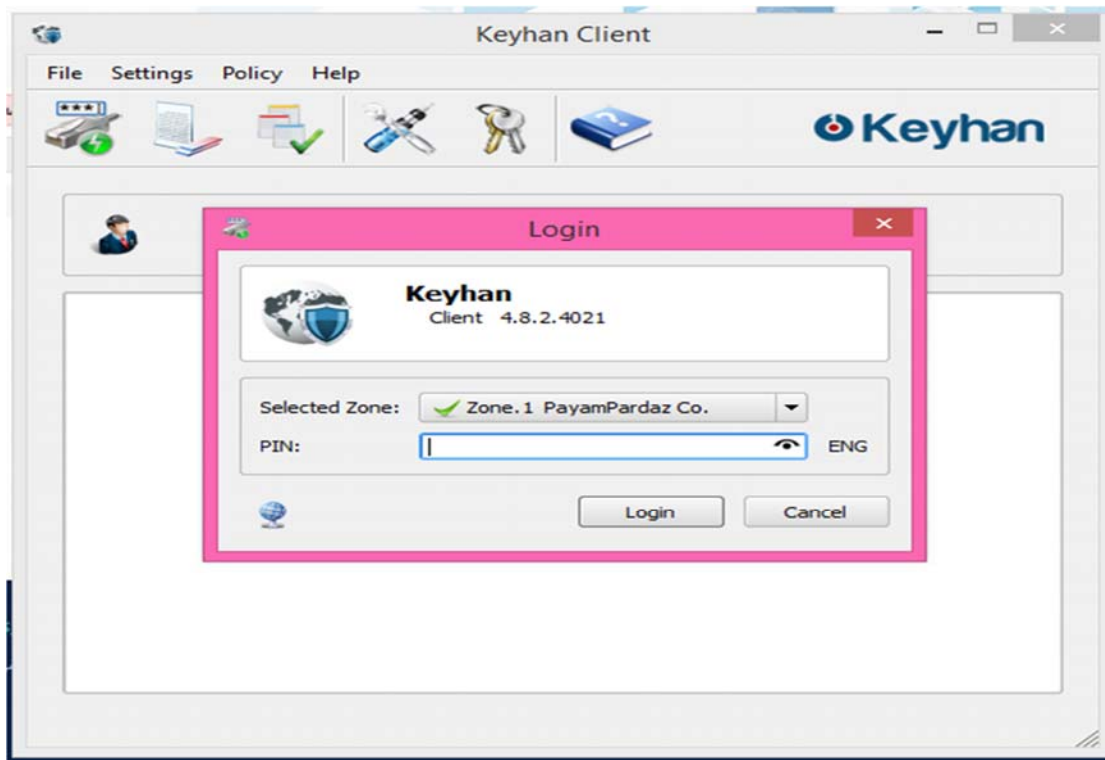 Keyhan Client
File Settings Policy Help
Keyhan
Login
Keyhan
Client 4.8.2.4021
Selected Zone: Zone.1 PayamPardaz Co.
PIN: ENG
Login Cancel